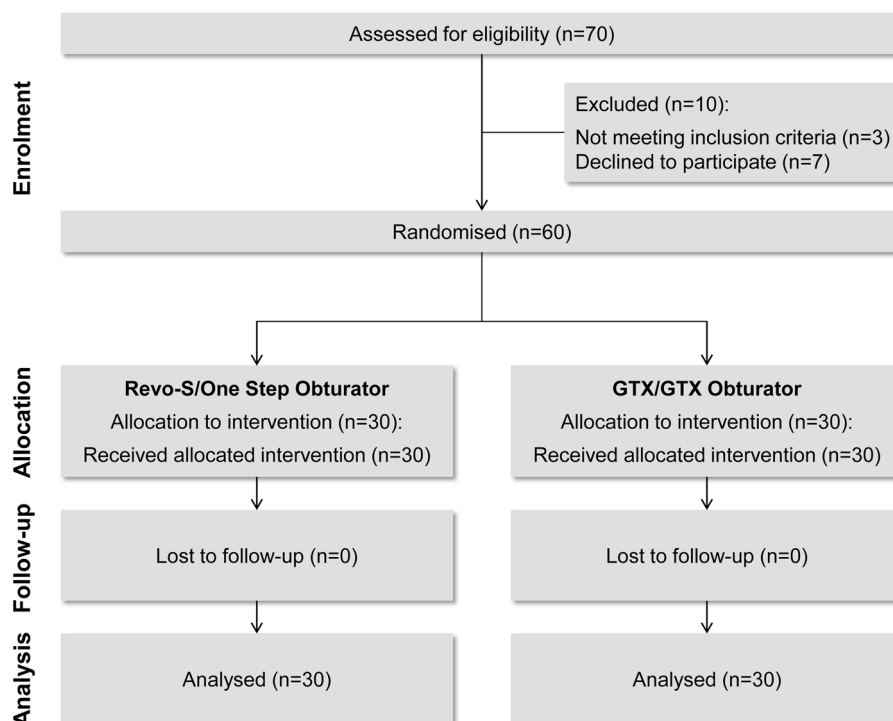 Assessed for eligibility (n=70)
Enrolment
Excluded (n=10):
Not meeting inclusion criteria (n=3)
Declined to participate (n=7)
Randomised (n=60)
Allocation
Revo-S/One Step Obturator
Allocation to intervention (n=30):
Received allocated intervention (n=30)
GTX/GTX Obturator
Allocation to intervention (n=30):
Received allocated intervention (n=30)
Follow-up
Lost to follow-up (n=0)
Lost to follow-up (n=0)
Analysis
Analysed (n=30)
Analysed (n=30)